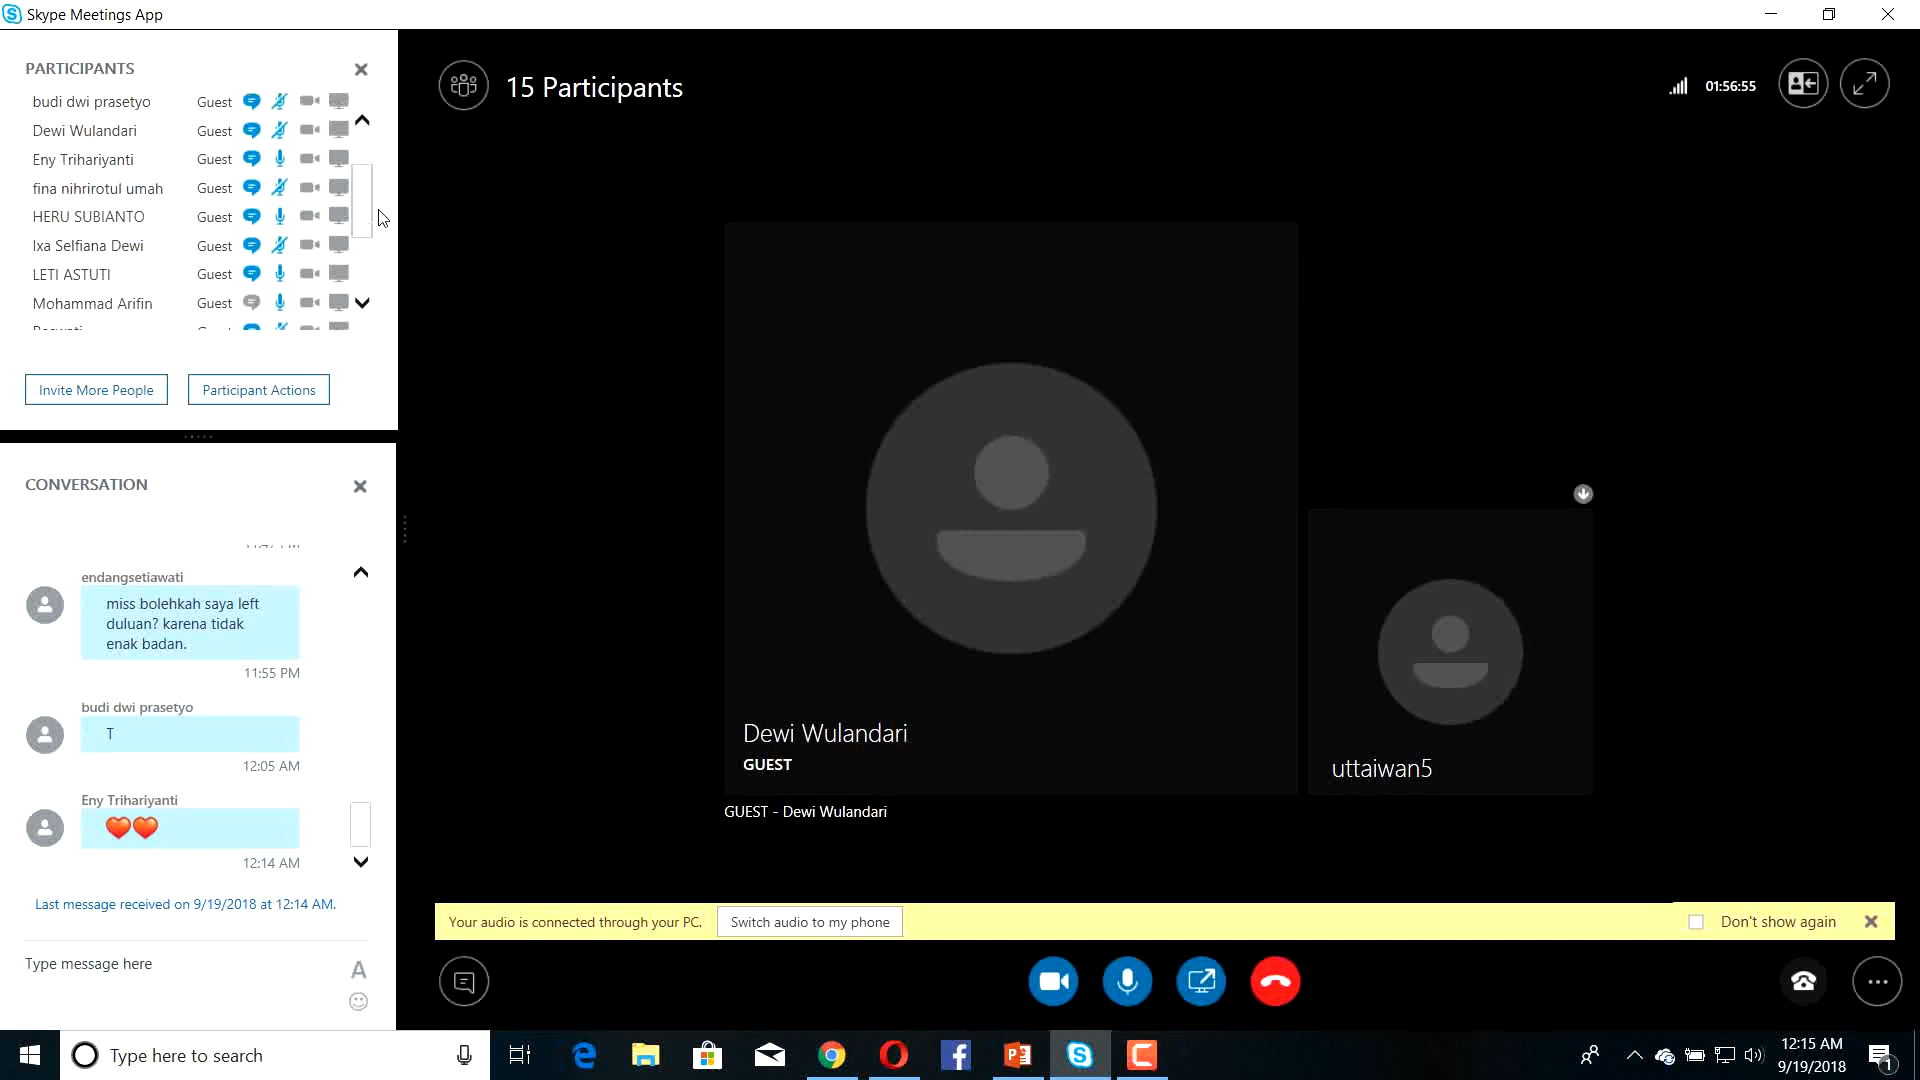 Skype Meetings App
PARTICIPANTS
budi dwi prasetyo Guest
Dewi Wulandari Guest
Eny Trihariyanti Guest
fina nihrirotul umah Guest
HERU SUBIANTO Guest
Ixa Selfiana Dewi Guest
LETI ASTUTI Guest
Mohammad Arifin Guest
Invite More People Participant Actions
15 Participants
01:56:55
CONVERSATION
endangsetiawati
miss bolehkah saya left
duluan? karena tidak
enak badan.
11:55 PM
budi dwi prasetyo
T
12:05 AM
Eny Trihariyanti
12:14 AM
Last message received on 9/19/2018 at 12:14 AM.
Type message here
A
Dewi Wulandari
GUEST
GUEST - Dewi Wulandari
uttaiwan5
Your audio is connected through your PC. Switch audio to my phone Don't show again
Type here to search
12:15 AM
9/19/2018
1